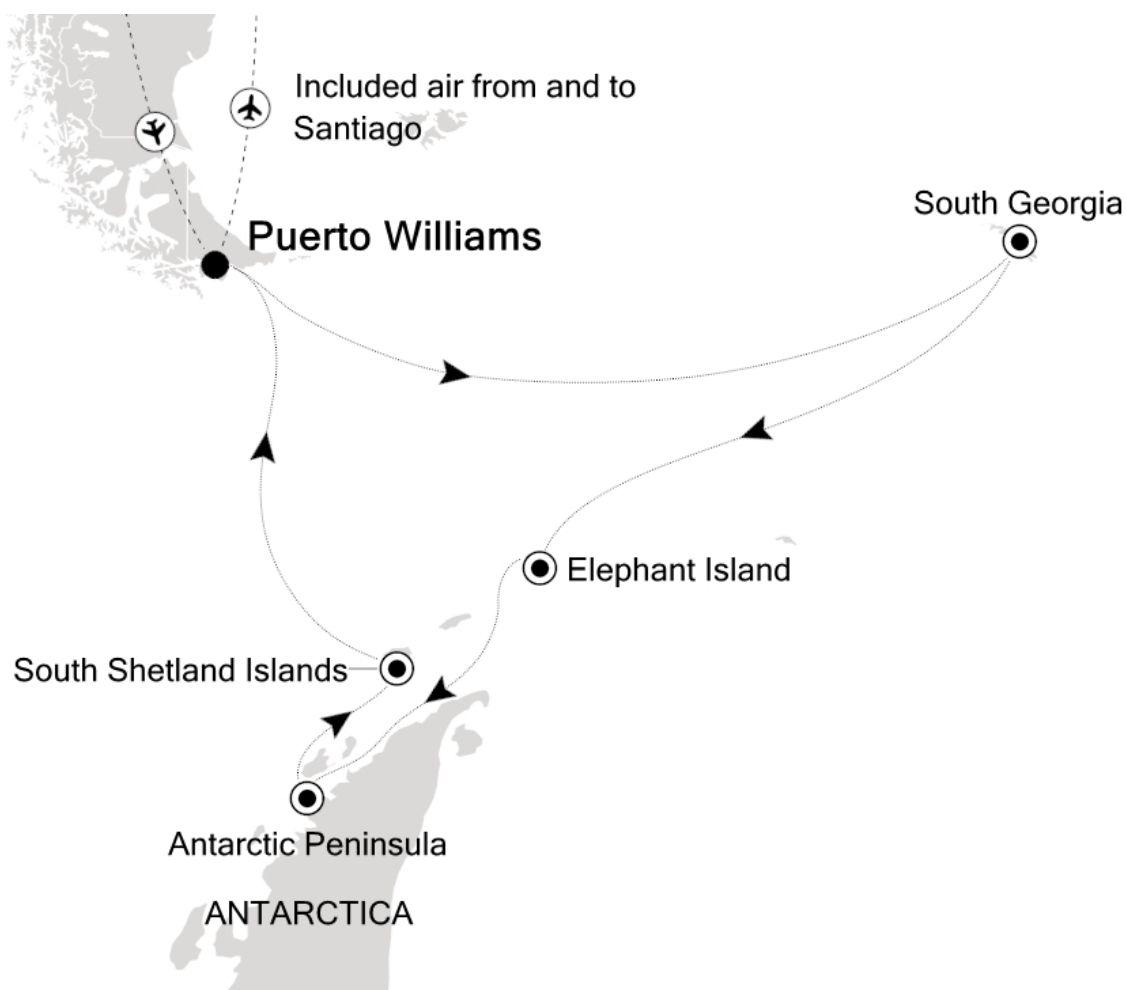 Included air from and to
Santiago
South Georgia
Puerto Williams
Elephant Island
South Shetland Islands
Antarctic Peninsula
ANTARCTICA